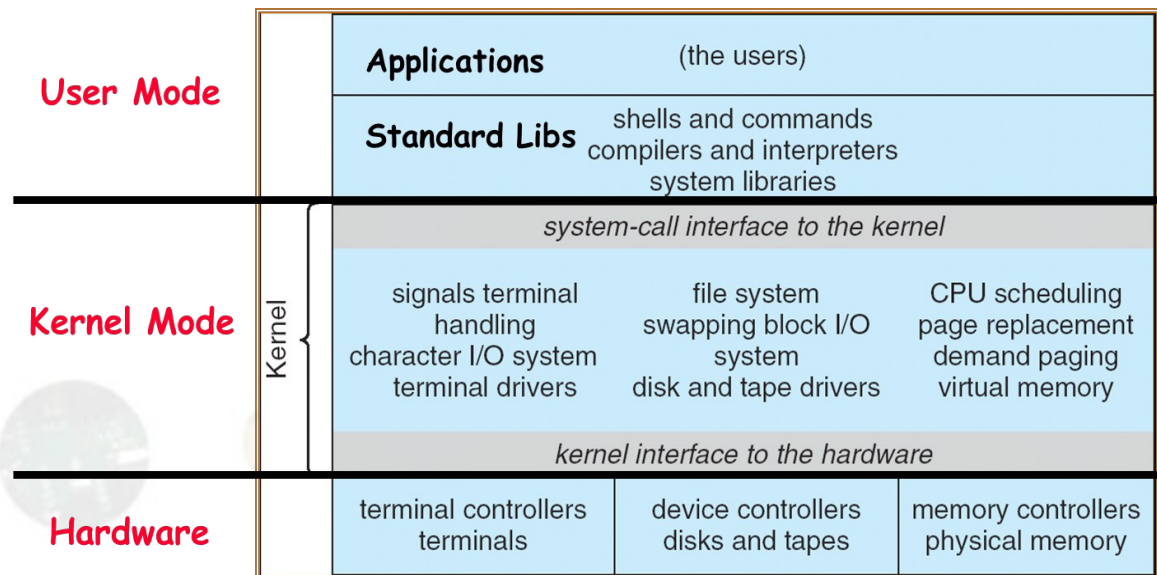 User Mode
Applications (the users)
Standard Libs shells and commands
compilers and interpreters
system libraries
Kernel Mode
Kernel
system-call interface to the kernel
signals terminal
handling
character I/O system
terminal drivers
file system
swapping block I/O
system
disk and tape drivers
CPU scheduling
page replacement
demand paging
virtual memory
kernel interface to the hardware
Hardware
terminal controllers
terminals
device controllers
disks and tapes
memory controllers
physical memory